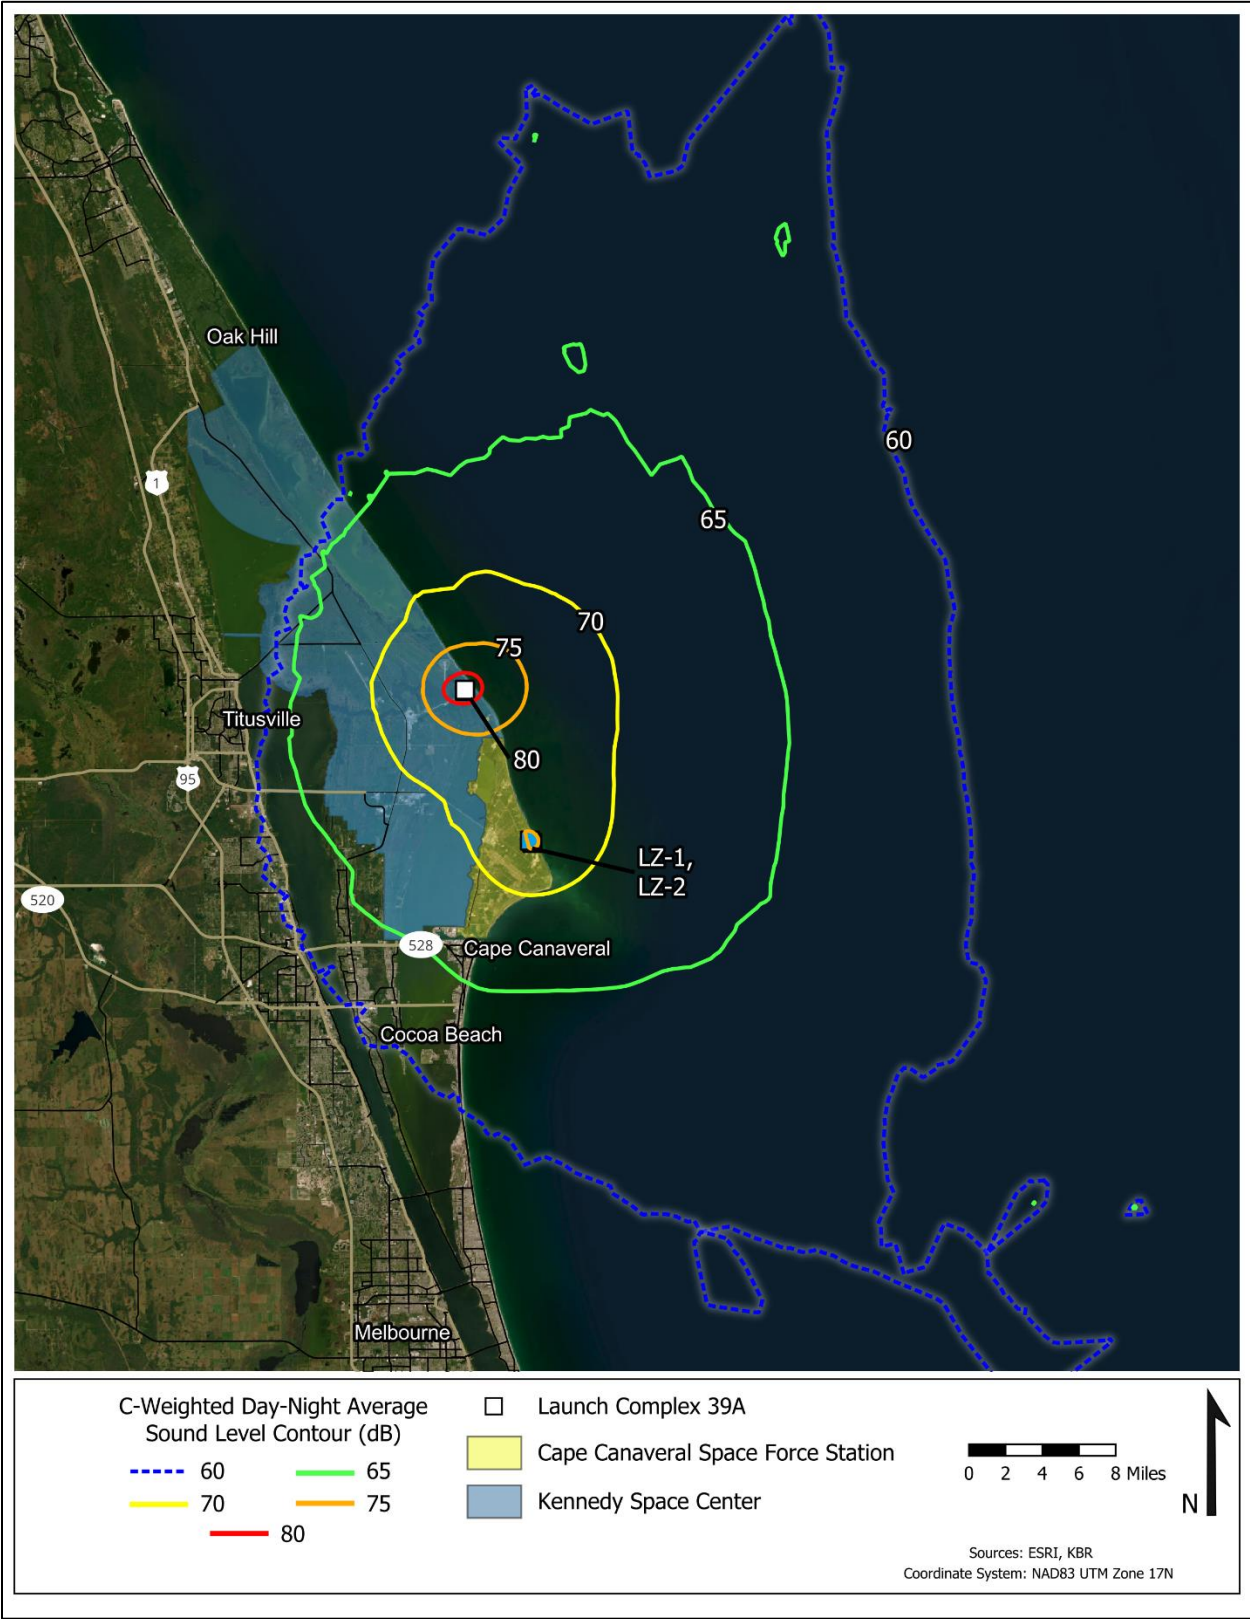 Oak Hill
1
60
65
70
75
Titusville
80
95
LZ-1,
LZ-2
520
528
Cape Canaveral
Cocoa Beach
Melbourne
C-Weighted Day-Night Average
Sound Level Contour (dB)
60
65
70
75
80
Launch Complex 39A
Cape Canaveral Space Force Station
Kennedy Space Center
0 2 4 6 8 Miles
N
Sources: ESRI, KBR
Coordinate System: NAD83 UTM Zone 17N